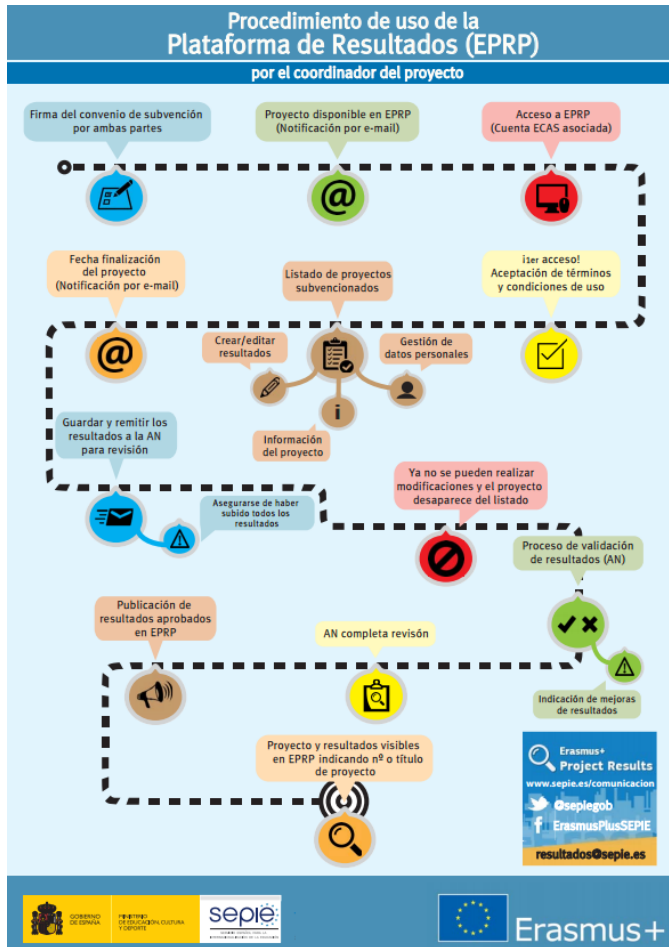 Procedimiento de uso de la
Plataforma de Resultados (EPRP)
por el coordinador del proyecto
Firma del convenio de subvención
por ambas partes
Proyecto disponible en EPRP
(Notificación por e-mail)
Acceso a EPRP
(Cuenta ECAS asociada)
¡1er acceso!
Aceptación de términos
y condiciones de uso
Listado de proyectos
subvencionados
Crear/editar
resultados
Gestión de
datos personales
Información
del proyecto
Fecha finalización
del proyecto
(Notificación por e-mail)
Guardar y remitir los
resultados a la AN
para revisión
Asegurarse de haber
subido todos los
resultados
Ya no se pueden realizar
modificaciones y el proyecto
desaparece del listado
Proceso de validación
de resultados (AN)
Indicación de mejoras
de resultados
AN completa revisón
Publicación de
resultados aprobados
en EPRP
Proyecto y resultados visibles
en EPRP indicando nº o título
de proyecto
Erasmus+
Project Results
www.sepie.es/comunicacion
@sepiegob
ErasmusPlusSEPIE
resultados@sepie.es
GOBIERNO
DE ESPAÑA
MINISTERIO
DE EDUCACIÓN, CULTURA
Y DEPORTE
sepie
Erasmus+